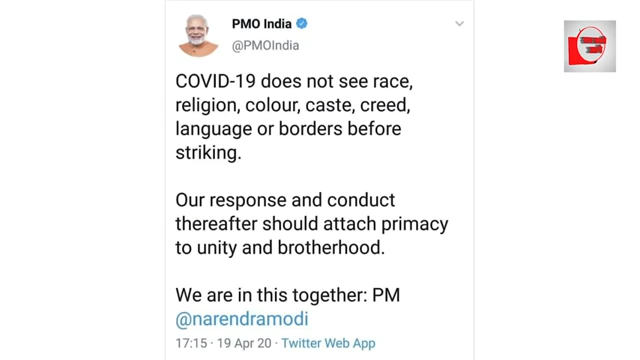 PMO India
@PMOIndia
COVID-19 does not see race,
religion, colour, caste, creed,
language or borders before
striking.
Our response and conduct
thereafter should attach primacy
to unity and brotherhood.
We are in this together: PM
@narendramodi
17:15 · 19 Apr 20 · Twitter Web App